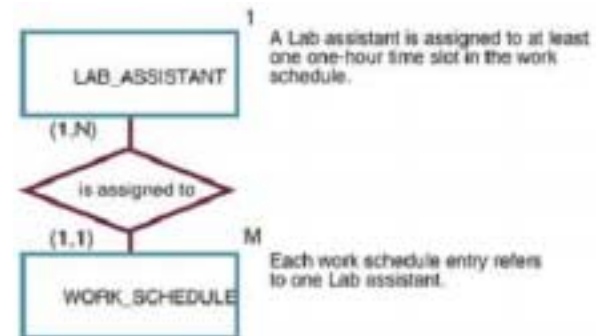 1
A Lab assistant is assigned to at least
one one-hour time slot in the work
schedule.
LAB_ASSISTANT
(1,N)
is assigned to
(1,1)
M
Each work schedule entry refers
to one Lab assistant.
WORK_SCHEDULE